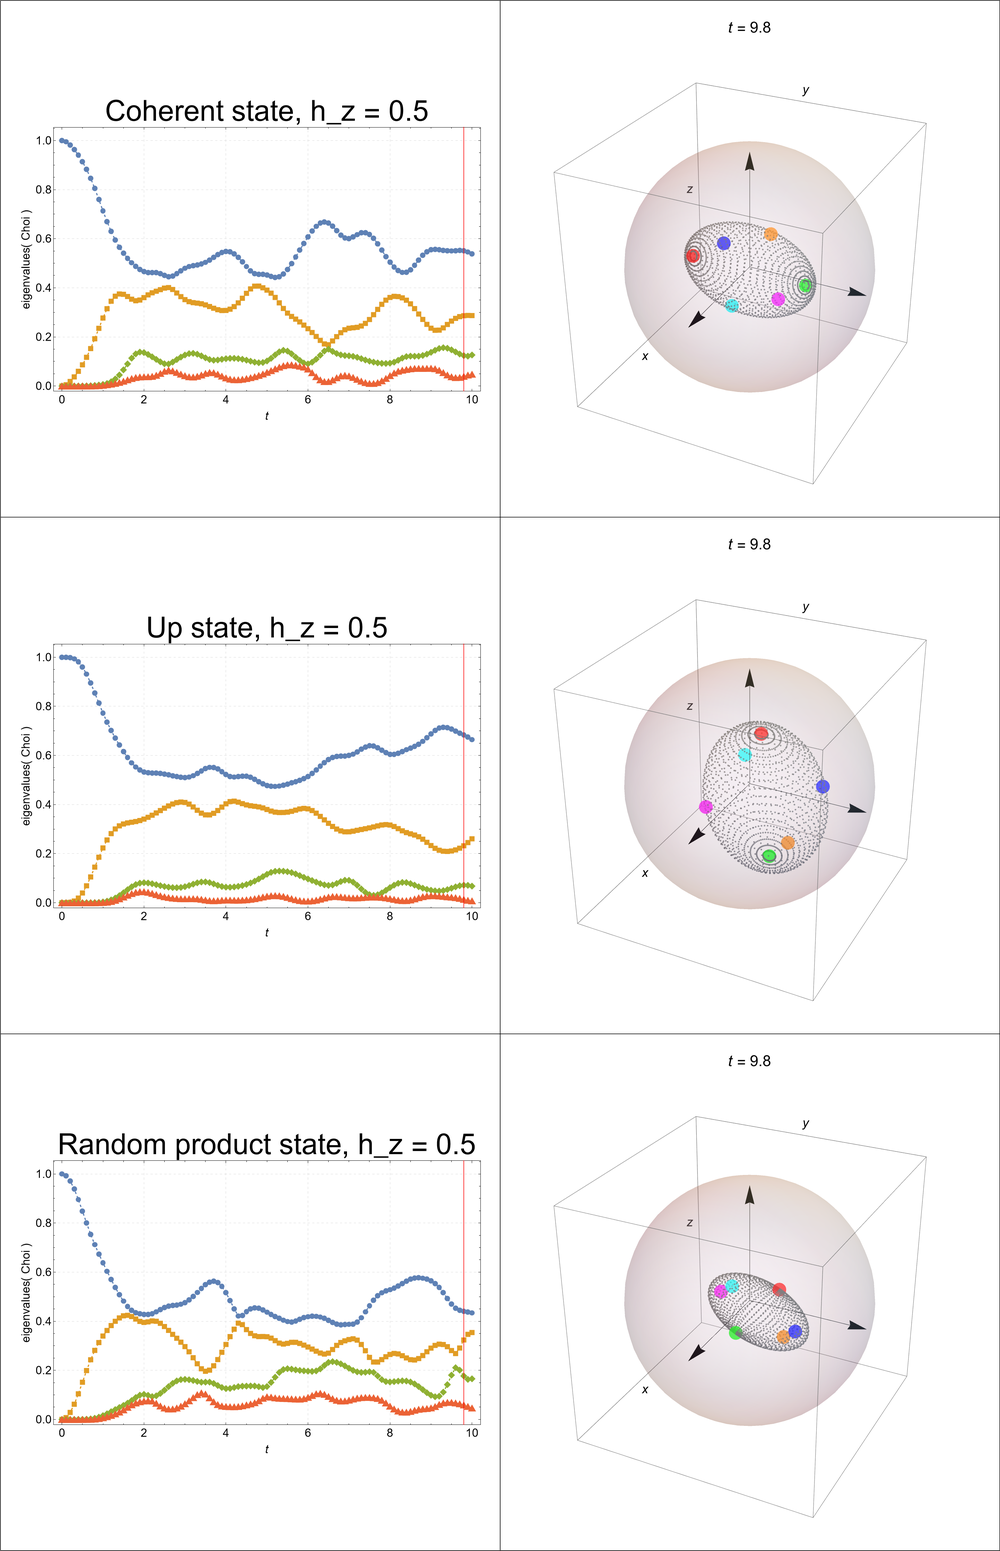 Coherent state, h_z = 0.5
eigenvalues( Choi )
1.0
0.8
0.6
0.4
0.2
0.0
0 2 4 6 8 10
t
t = 9.8
y
z
x
Up state, h_z = 0.5
eigenvalues( Choi )
1.0
0.8
0.6
0.4
0.2
0.0
0 2 4 6 8 10
t
t = 9.8
y
z
x
Random product state, h_z = 0.5
eigenvalues( Choi )
1.0
0.8
0.6
0.4
0.2
0.0
0 2 4 6 8 10
t
t = 9.8
y
z
x